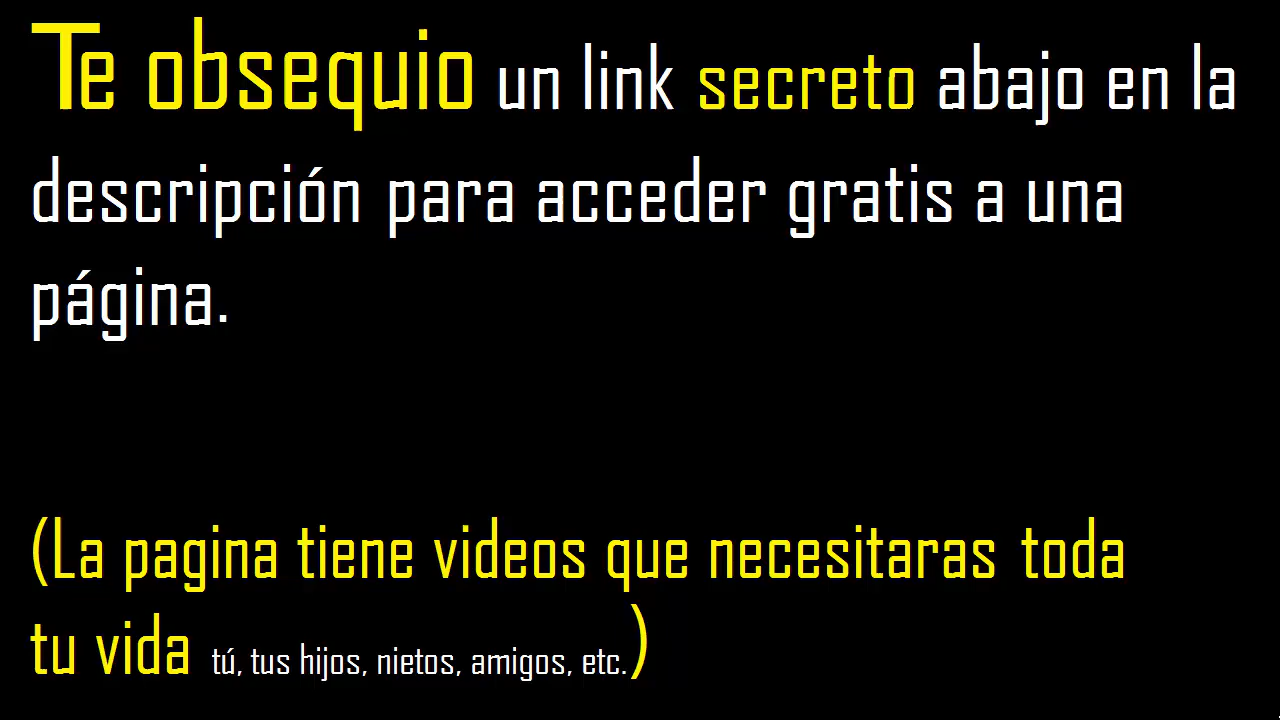 Te obsequio un link secreto abajo en la
descripción para acceder gratis a una
página.
(La pagina tiene videos que necesitaras toda
tu vida tú, tus hijos, nietos, amigos, etc.)